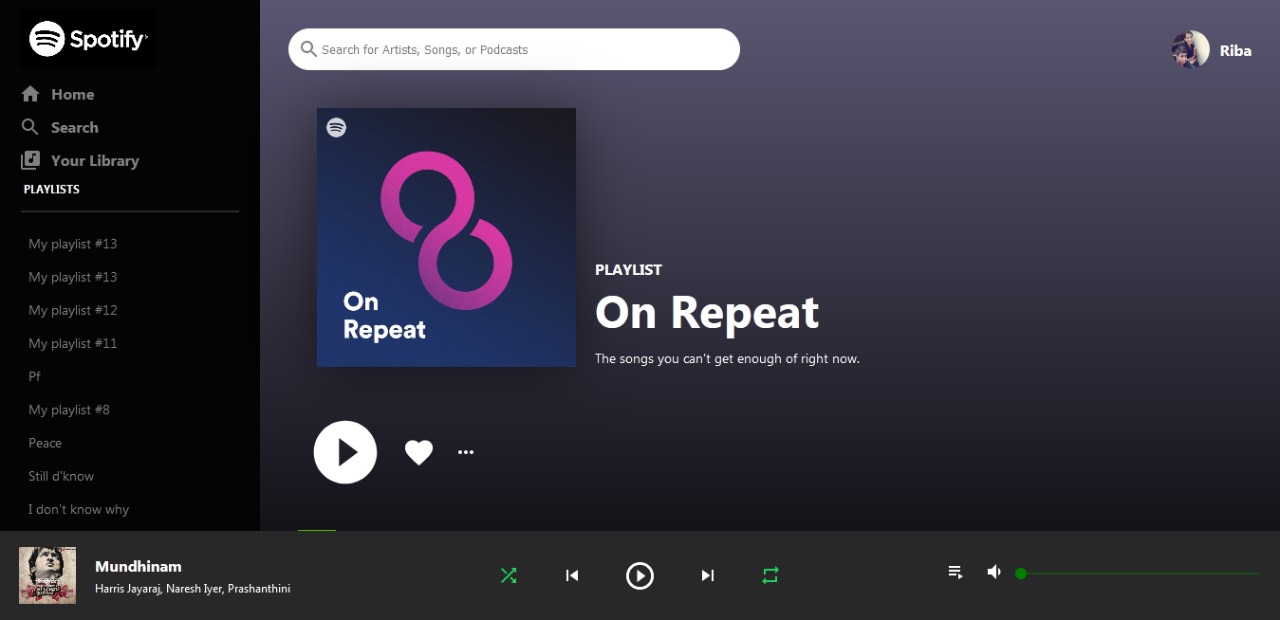 Spotify
Home
Search
Your Library
PLAYLISTS
My playlist #13
My playlist #13
My playlist #12
My playlist #11
Pf
My playlist #8
Peace
Still d'know
I don't know why
Search for Artists, Songs, or Podcasts
Riba
On
Repeat
PLAYLIST
On Repeat
The songs you can't get enough of right now.
Mundhinam
Harris Jayaraj, Naresh Iyer, Prashanthini